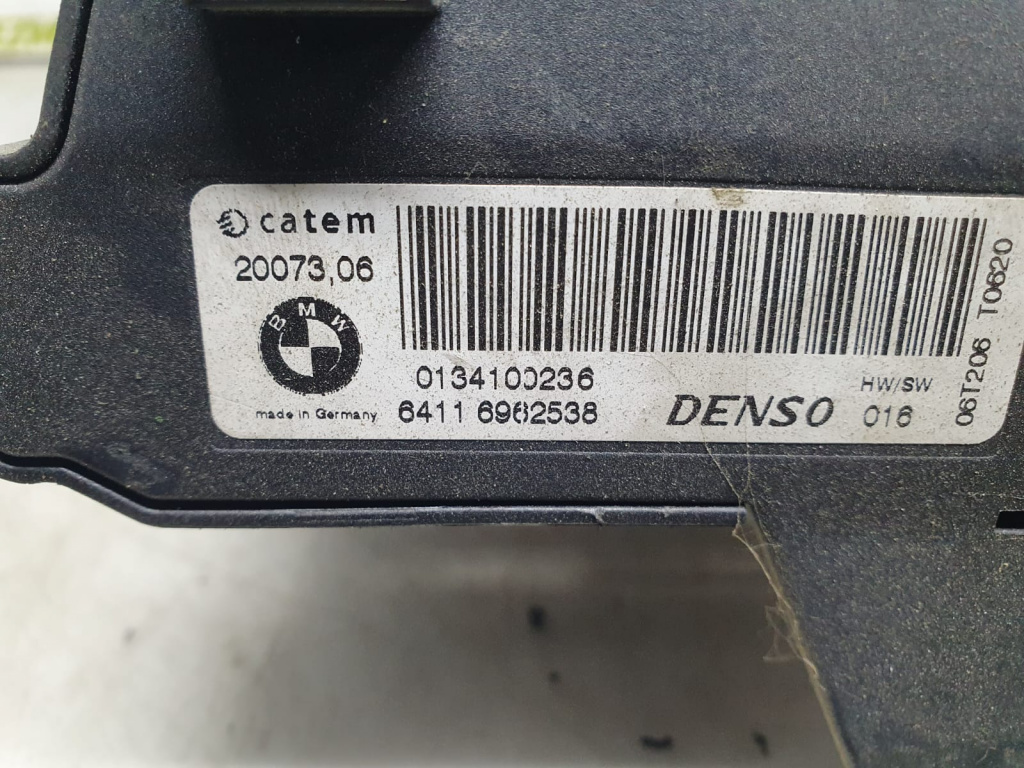 catem
20073,06
BMW
made in Germany
0134100236
6411 6962538
DENSO
HW/SW
016
06T206 T0620